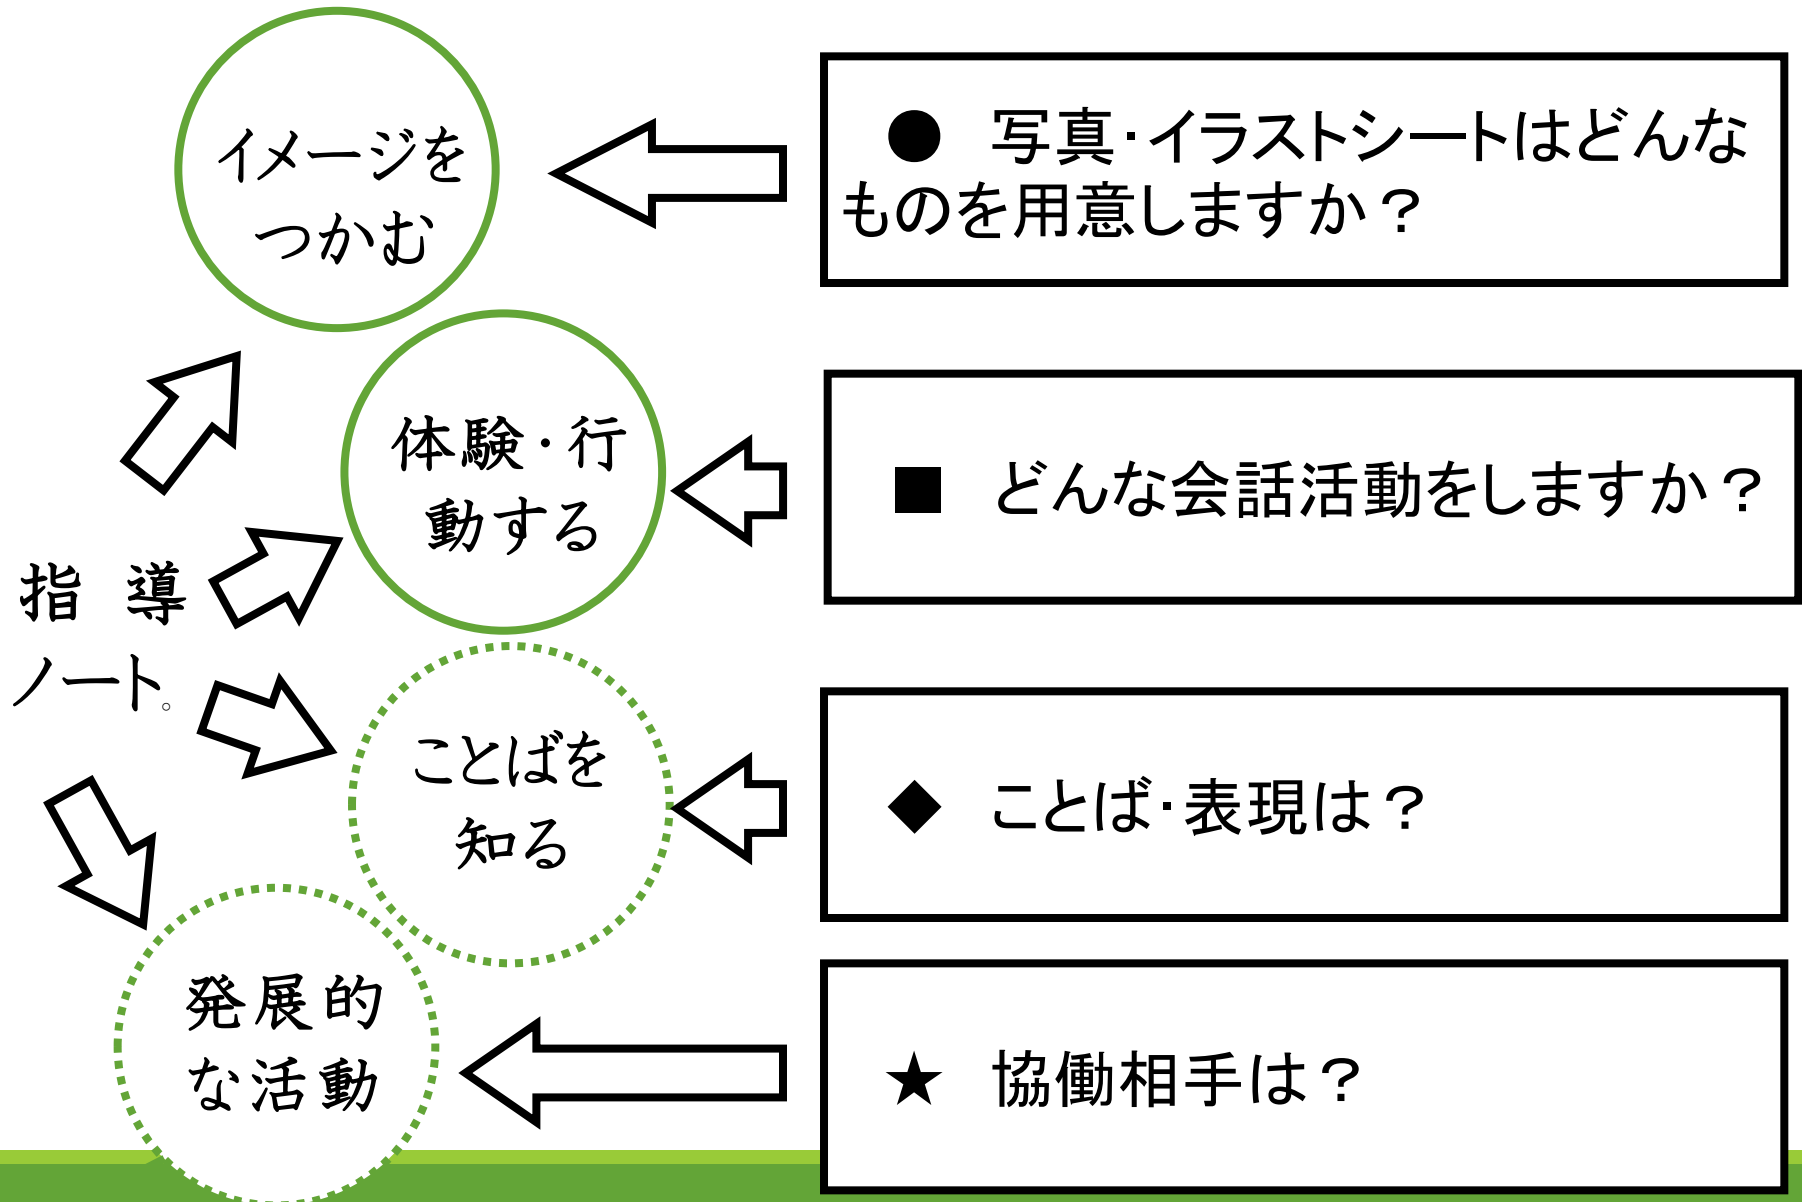 イメージを
つかむ
● 写真・イラストシートはどんな
ものを用意しますか？
体験・行
動する
■ どんな会話活動をしますか？
指 導
ノート。
ことばを
知る
◆ ことば・表現は？
発展的
な活動
★ 協働相手は？